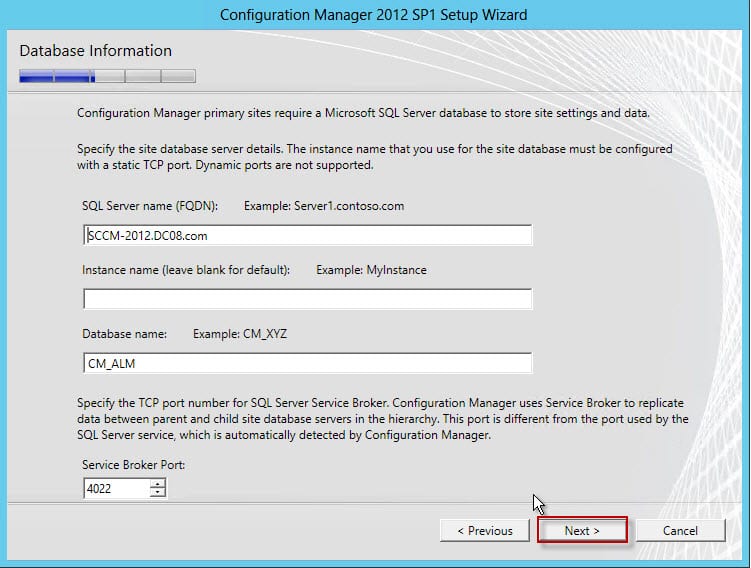 Configuration Manager 2012 SP1 Setup Wizard
Database Information
Configuration Manager primary sites require a Microsoft SQL Server database to store site settings and data.
Specify the site database server details. The instance name that you use for the site database must be configured
with a static TCP port. Dynamic ports are not supported.
SQL Server name (FQDN): Example: Server1.contoso.com
SCCM-2012.DC08.com
Instance name (leave blank for default): Example: MyInstance
Database name: Example: CM_XYZ
CM_ALM
Specify the TCP port number for SQL Server Service Broker. Configuration Manager uses Service Broker to replicate
data between parent and child site database servers in the hierarchy. This port is different from the port used by the
SQL Server service, which is automatically detected by Configuration Manager.
Service Broker Port:
4022
< Previous Next > Cancel